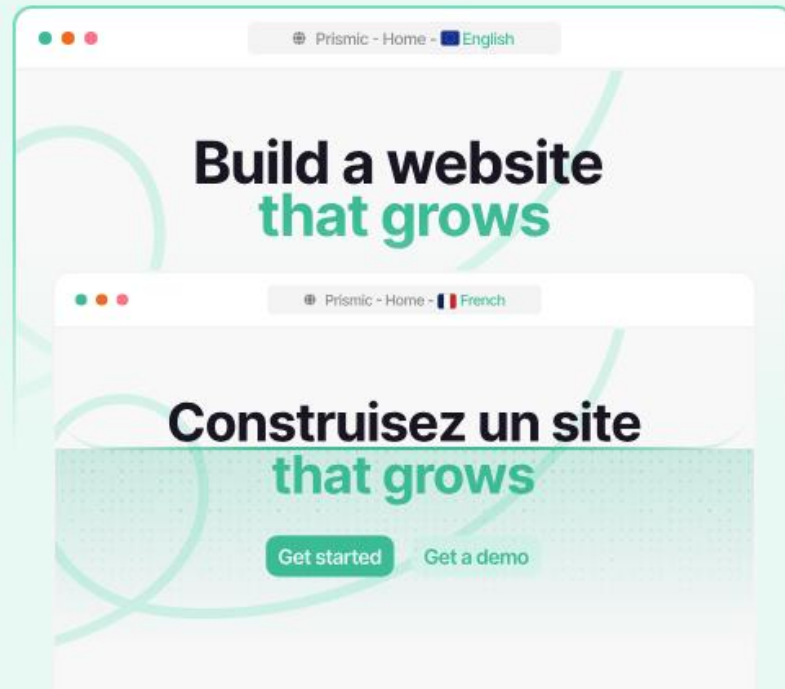 Prismic - Home - English
Build a website
that grows
Prismic - Home - French
Construisez un site
that grows
Get started
Get a demo